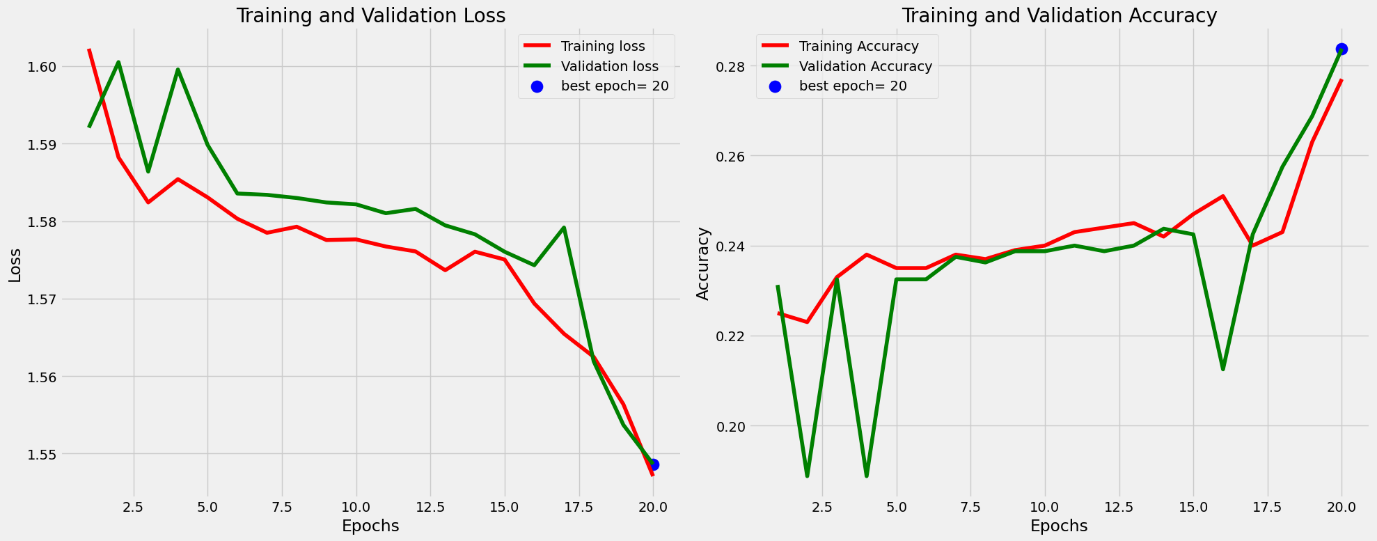 Training and Validation Loss
Training loss
Validation loss
best epoch= 20
Loss
1.60
1.59
1.58
1.57
1.56
1.55
2.5 5.0 7.5 10.0 12.5 15.0 17.5 20.0
Epochs
Training and Validation Accuracy
Training Accuracy
Validation Accuracy
best epoch= 20
Accuracy
0.28
0.26
0.24
0.22
0.20
2.5 5.0 7.5 10.0 12.5 15.0 17.5 20.0
Epochs